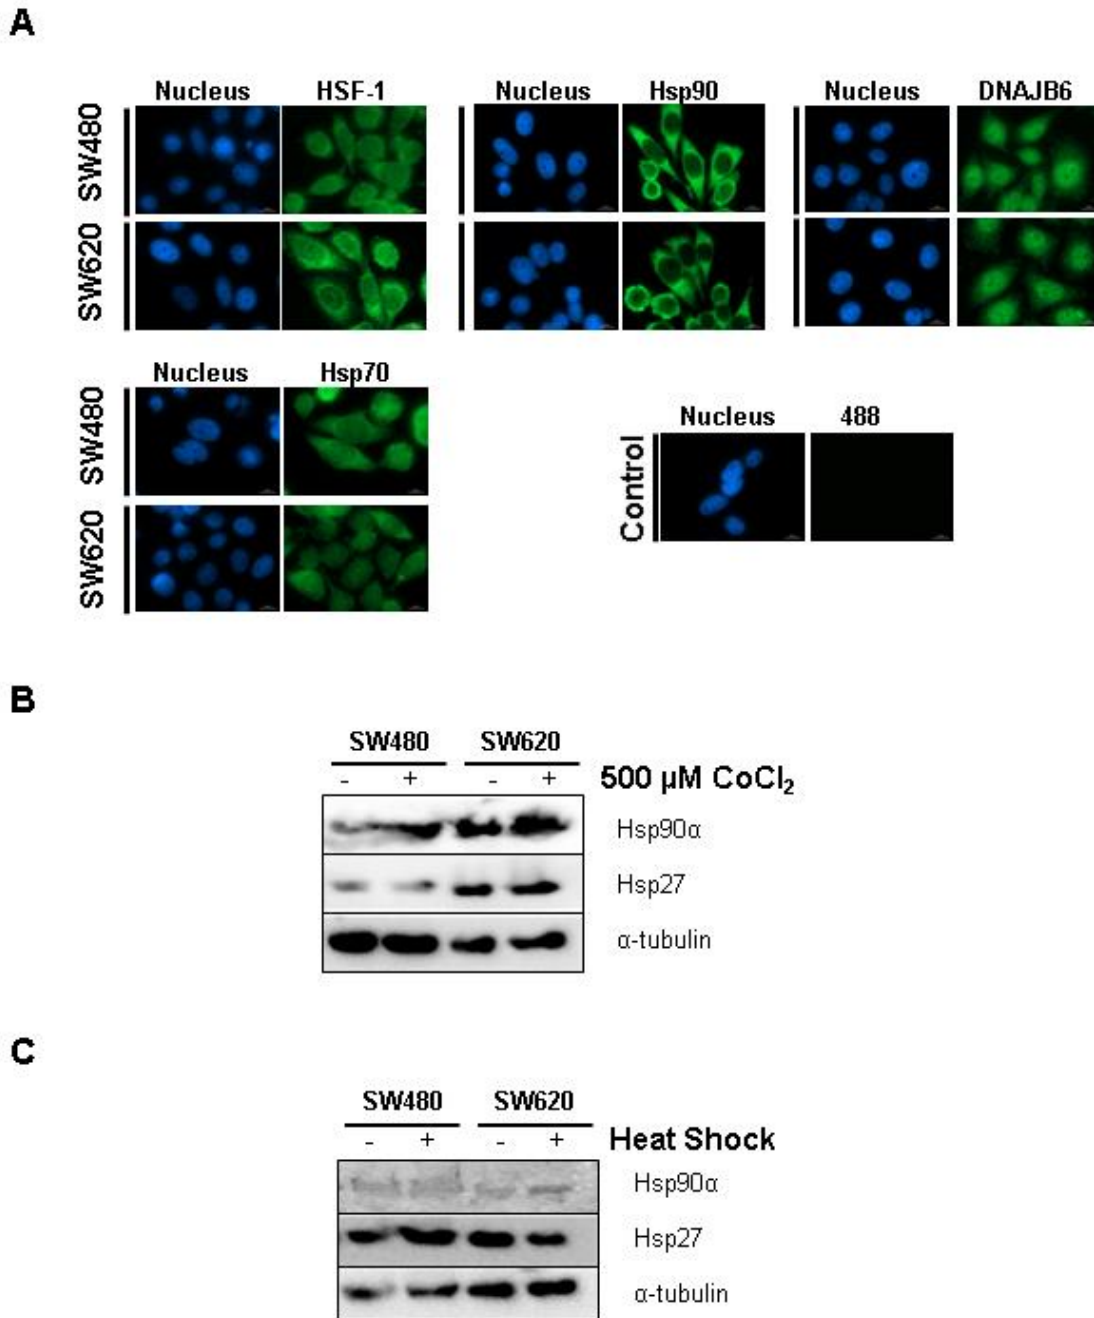 A
Nucleus HSF-1 Nucleus Hsp90 Nucleus DNAJB6
SW480
SW620
Nucleus Hsp70
SW480
SW620
Nucleus 488
Control
B
SW480 SW620
- + - + 500 µM CoCl₂
Hsp90α
Hsp27
α-tubulin
C
SW480 SW620
- + - + Heat Shock
Hsp90α
Hsp27
α-tubulin